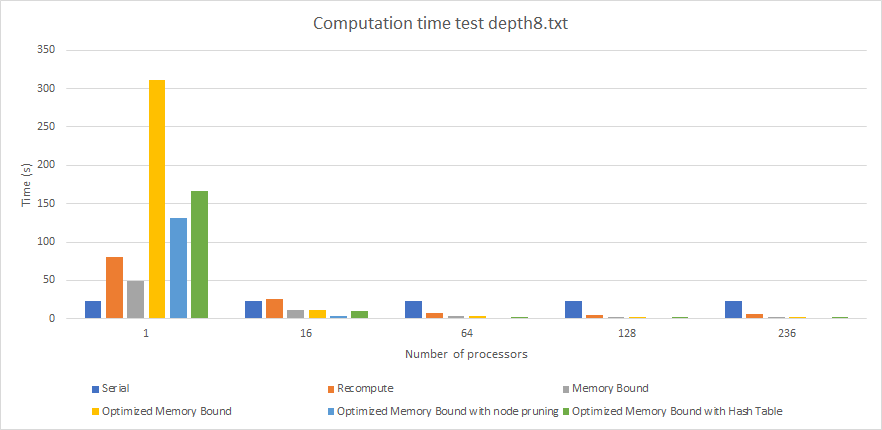 Computation time test depth8.txt
350
300
250
200
150
100
50
0
Time (s)
1 16 64 128 236
Number of processors
Serial Recompute Memory Bound
Optimized Memory Bound Optimized Memory Bound with node pruning Optimized Memory Bound with Hash Table